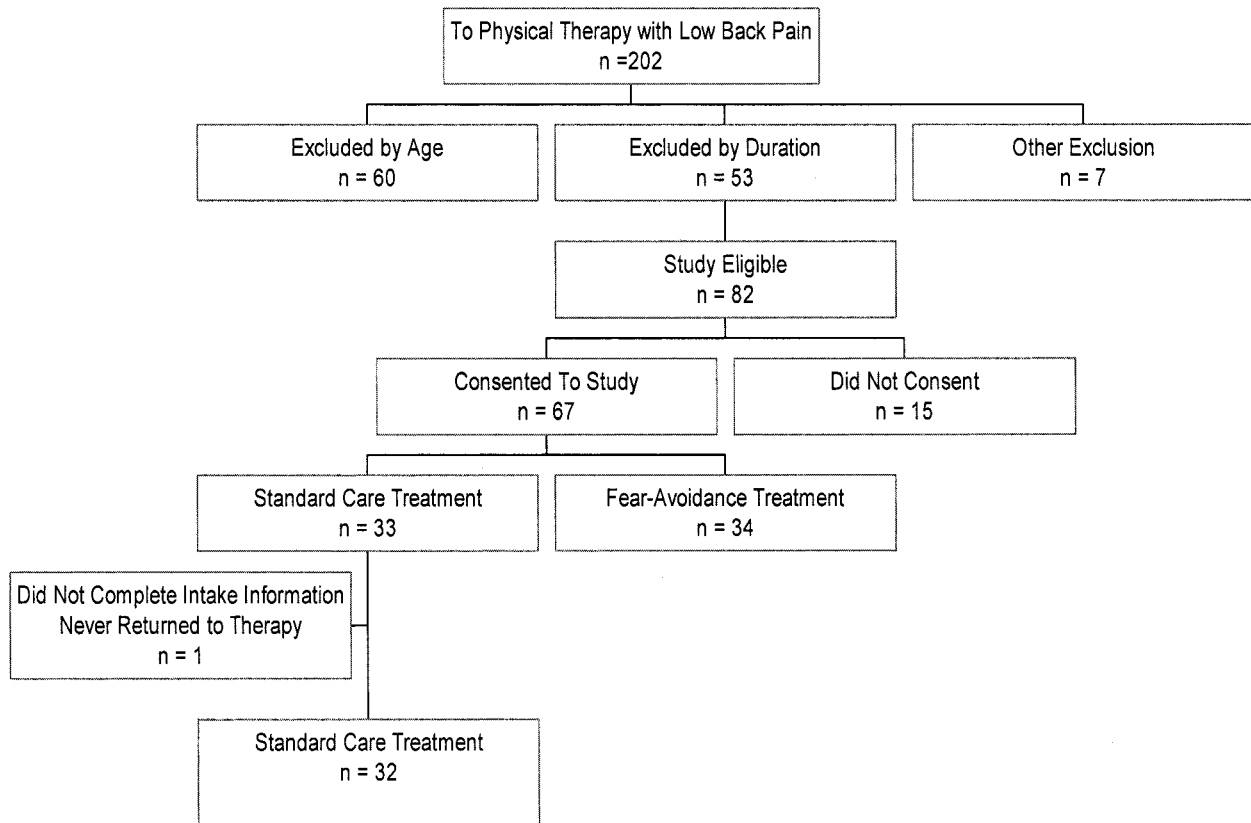 To Physical Therapy with Low Back Pain
n =202
Excluded by Age
n = 60
Excluded by Duration
n = 53
Other Exclusion
n = 7
Study Eligible
n = 82
Consented To Study
n = 67
Did Not Consent
n = 15
Standard Care Treatment
n = 33
Fear-Avoidance Treatment
n = 34
Did Not Complete Intake Information
Never Returned to Therapy
n = 1
Standard Care Treatment
n = 32